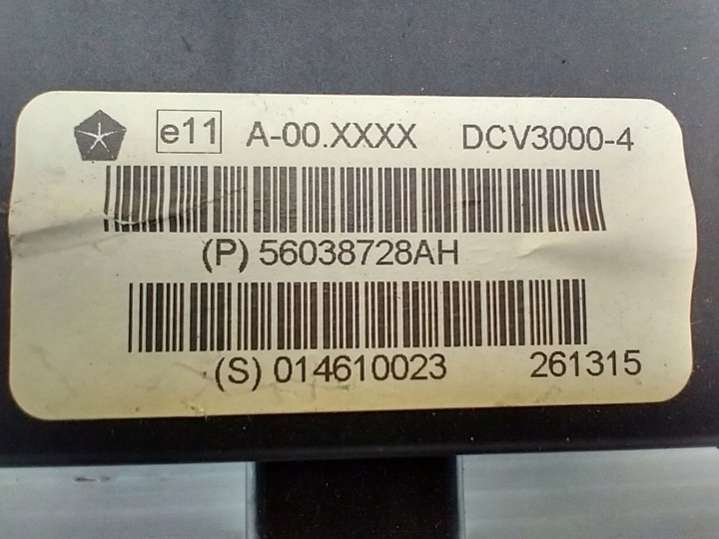 e11 A-00.XXXX DCV3000-4
(P) 56038728AH
(S) 014610023 261315